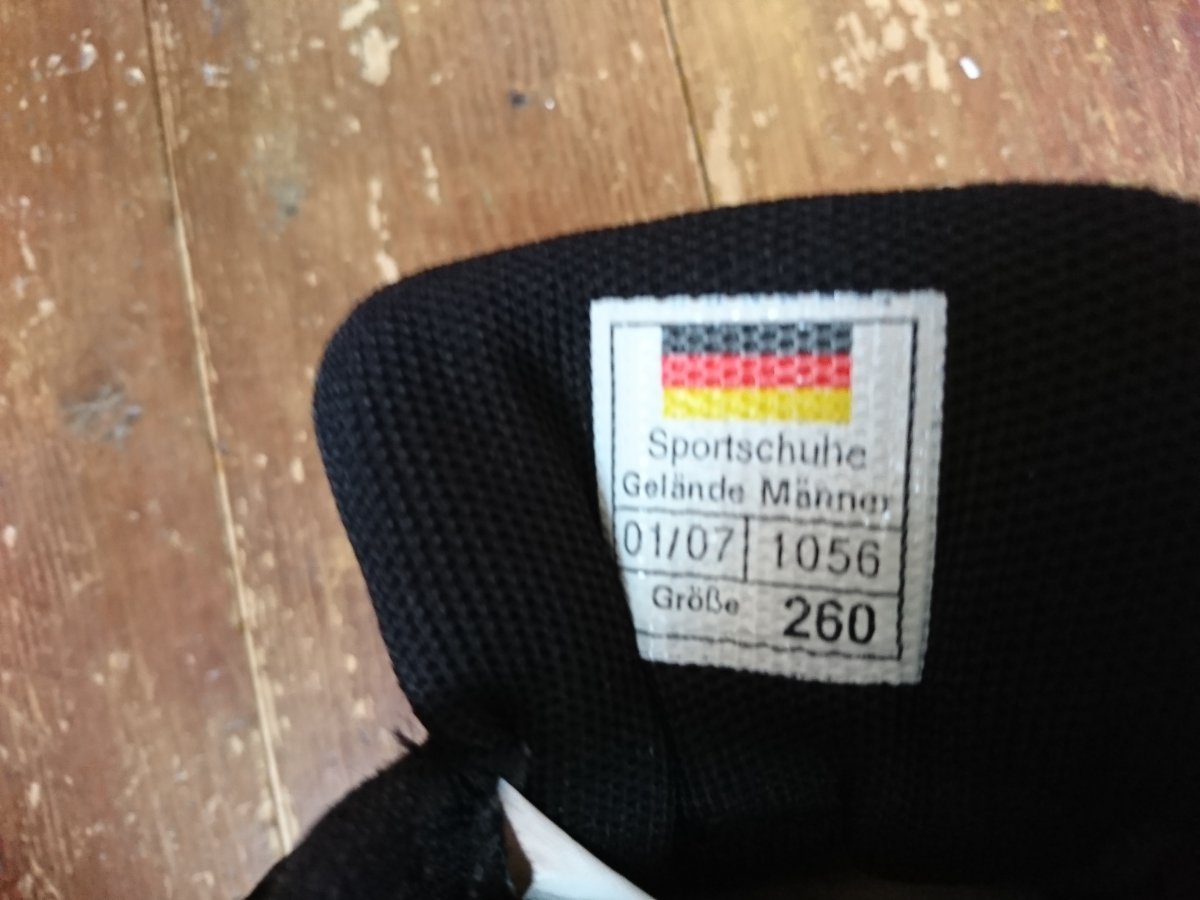 Sportschuhe
Gelände Männer
01/07 1056
Größe 260